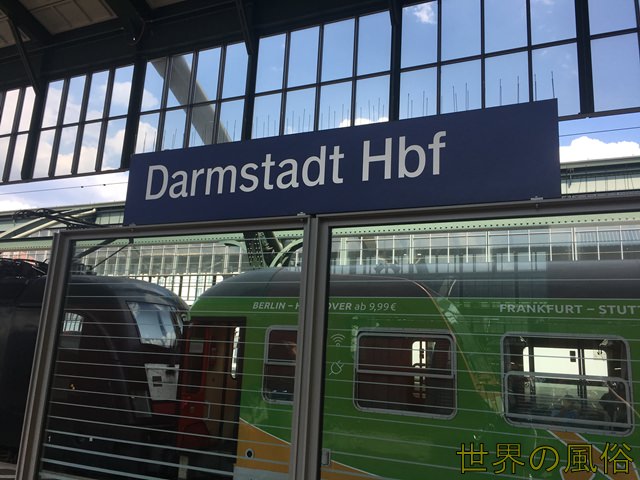 Darmstadt Hbf
BERLIN – HANNOVER ab 9,99 €
FRANKFURT – STUTT
世界の風俗